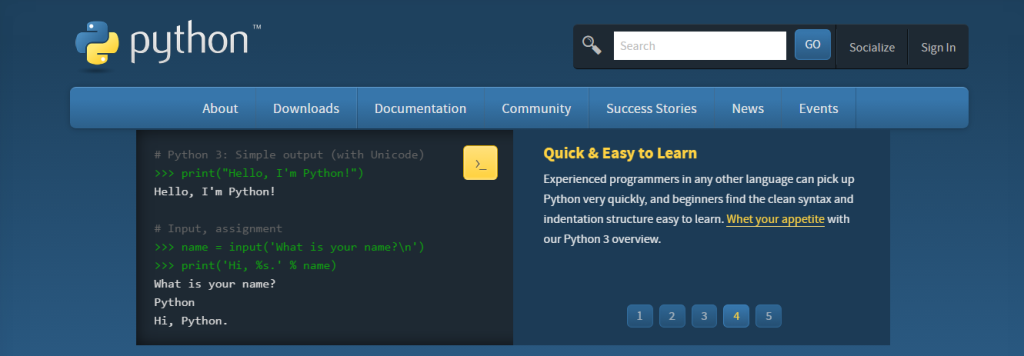 python™
Search
GO
Socialize
Sign In
About
Downloads
Documentation
Community
Success Stories
News
Events
# Python 3: Simple output (with Unicode)
>>> print("Hello, I'm Python!")
Hello, I'm Python!
# Input, assignment
>>> name = input('What is your name?\n')
>>> print('Hi, %s.' % name)
What is your name?
Python
Hi, Python.
>_
Quick & Easy to Learn
Experienced programmers in any other language can pick up
Python very quickly, and beginners find the clean syntax and
indentation structure easy to learn. Whet your appetite with
our Python 3 overview.
1 2 3 4 5